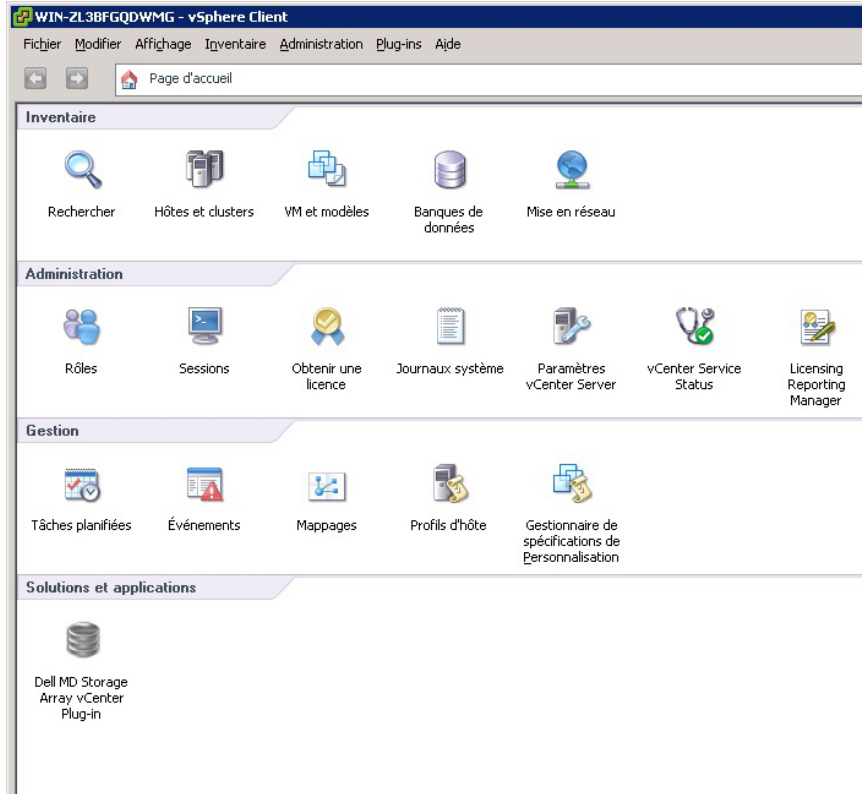 WIN-ZL3BFGQDWMG - vSphere Client
Fichier Modifier Affichage Inventaire Administration Plug-ins Aide
Page d'accueil
Inventaire
Rechercher
Hôtes et clusters
VM et modèles
Banques de
données
Mise en réseau
Administration
Rôles
Sessions
Obtenir une
licence
Journaux système
Paramètres
vCenter Server
vCenter Service
Status
Licensing
Reporting
Manager
Gestion
Tâches planifiées
Événements
Mappages
Profils d'hôte
Gestionnaire de
spécifications de
Personnalisation
Solutions et applications
Dell MD Storage
Array vCenter
Plug-in